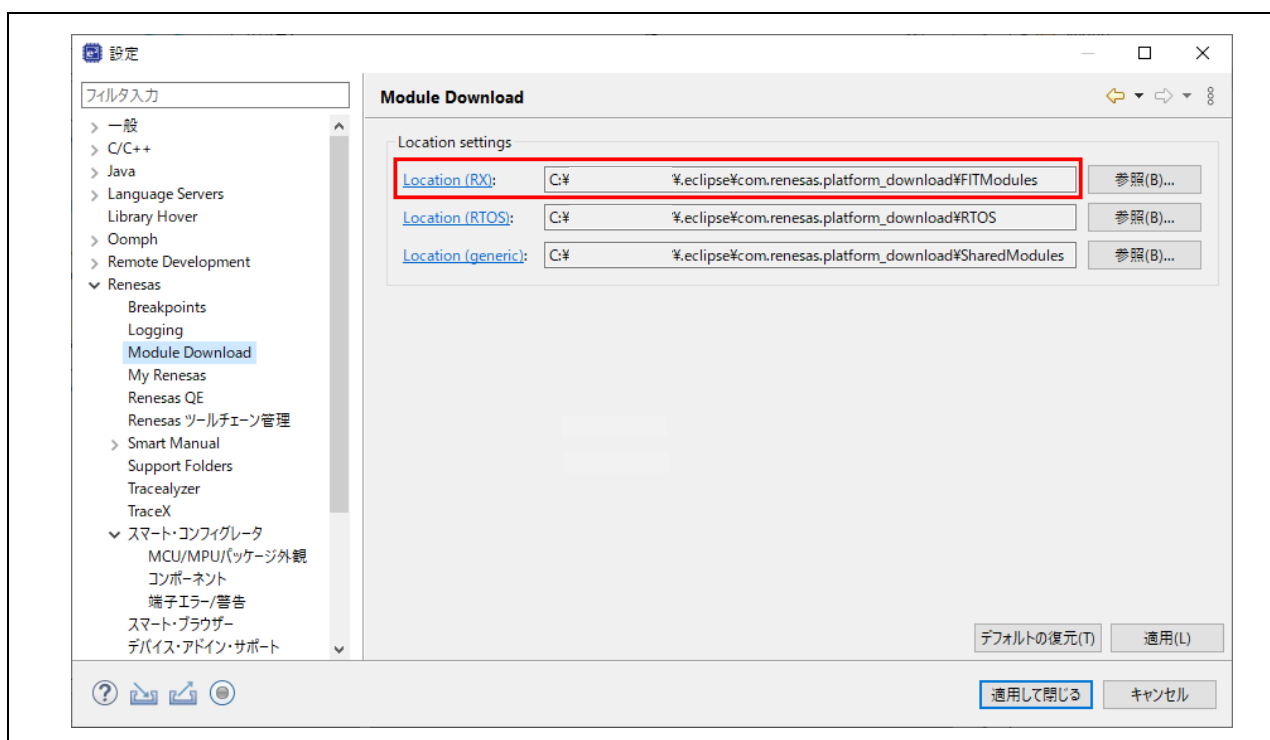 設定
フィルタ入力
一般
C/C++
Java
Language Servers
Library Hover
Oomph
Remote Development
Renesas
Breakpoints
Logging
Module Download
My Renesas
Renesas QE
Renesas ツールチェーン管理
Smart Manual
Support Folders
Tracealyzer
TraceX
スマート・コンフィグレータ
MCU/MPUパッケージ外観
コンポーネント
端子エラー/警告
スマート・ブラウザー
デバイス・アドイン・サポート
Module Download
Location settings
Location (RX): C:¥ ¥.eclipse¥com.renesas.platform_download¥FITModules 参照(B)...
Location (RTOS): C:¥ ¥.eclipse¥com.renesas.platform_download¥RTOS 参照(B)...
Location (generic): C:¥ ¥.eclipse¥com.renesas.platform_download¥SharedModules 参照(B)...
デフォルトの復元(T) 適用(L)
適用して閉じる キャンセル